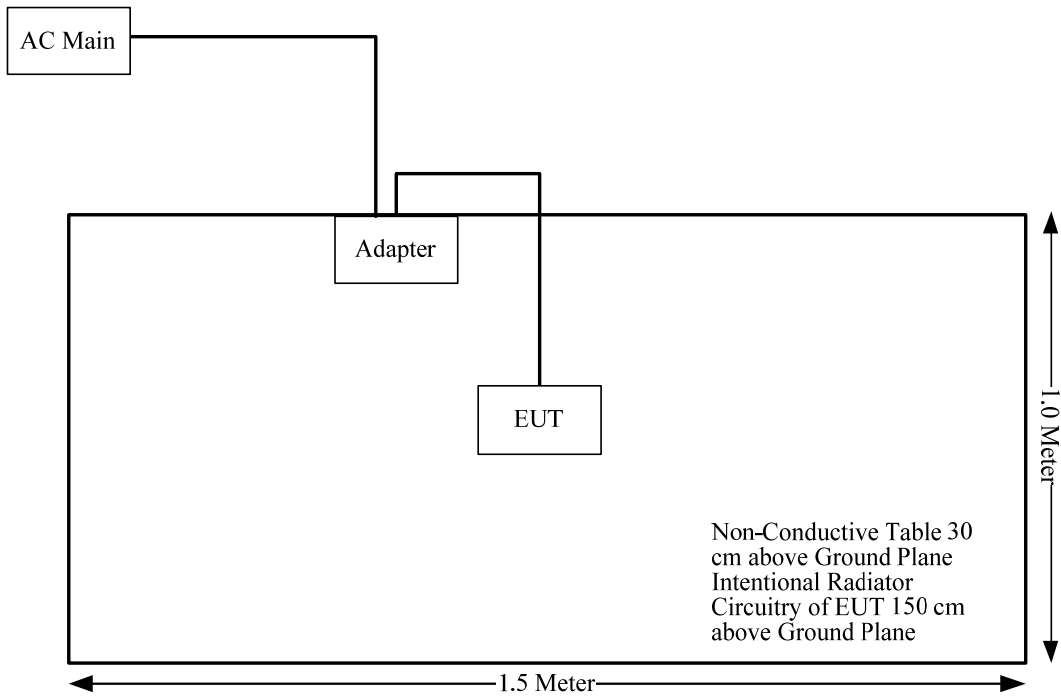 AC Main
Adapter
EUT
1.0 Meter
Non-Conductive Table 30
cm above Ground Plane
Intentional Radiator
Circuitry of EUT 150 cm
above Ground Plane
1.5 Meter